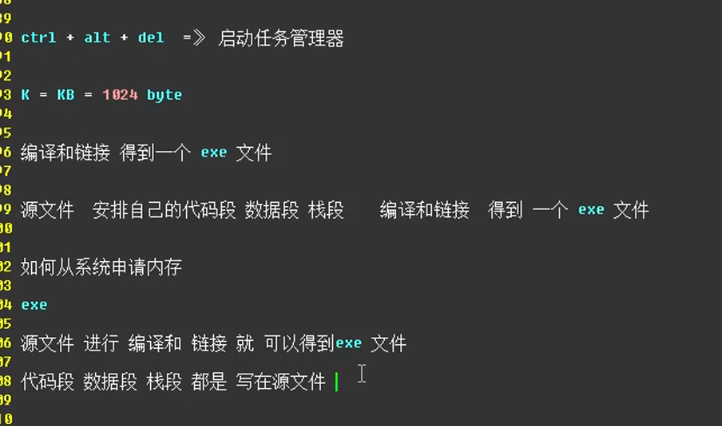 89
90 ctrl + alt + del =》 启动任务管理器
91
92
93 K = KB = 1024 byte
94
95
96 编译和链接 得到一个 exe 文件
97
98
99 源文件 安排自己的代码段 数据段 栈段 编译和链接 得到 一个 exe 文件
00
01
02 如何从系统申请内存
03
04 exe
05
06 源文件 进行 编译和 链接 就 可以得到exe 文件
07
08 代码段 数据段 栈段 都是 写在源文件
09
10